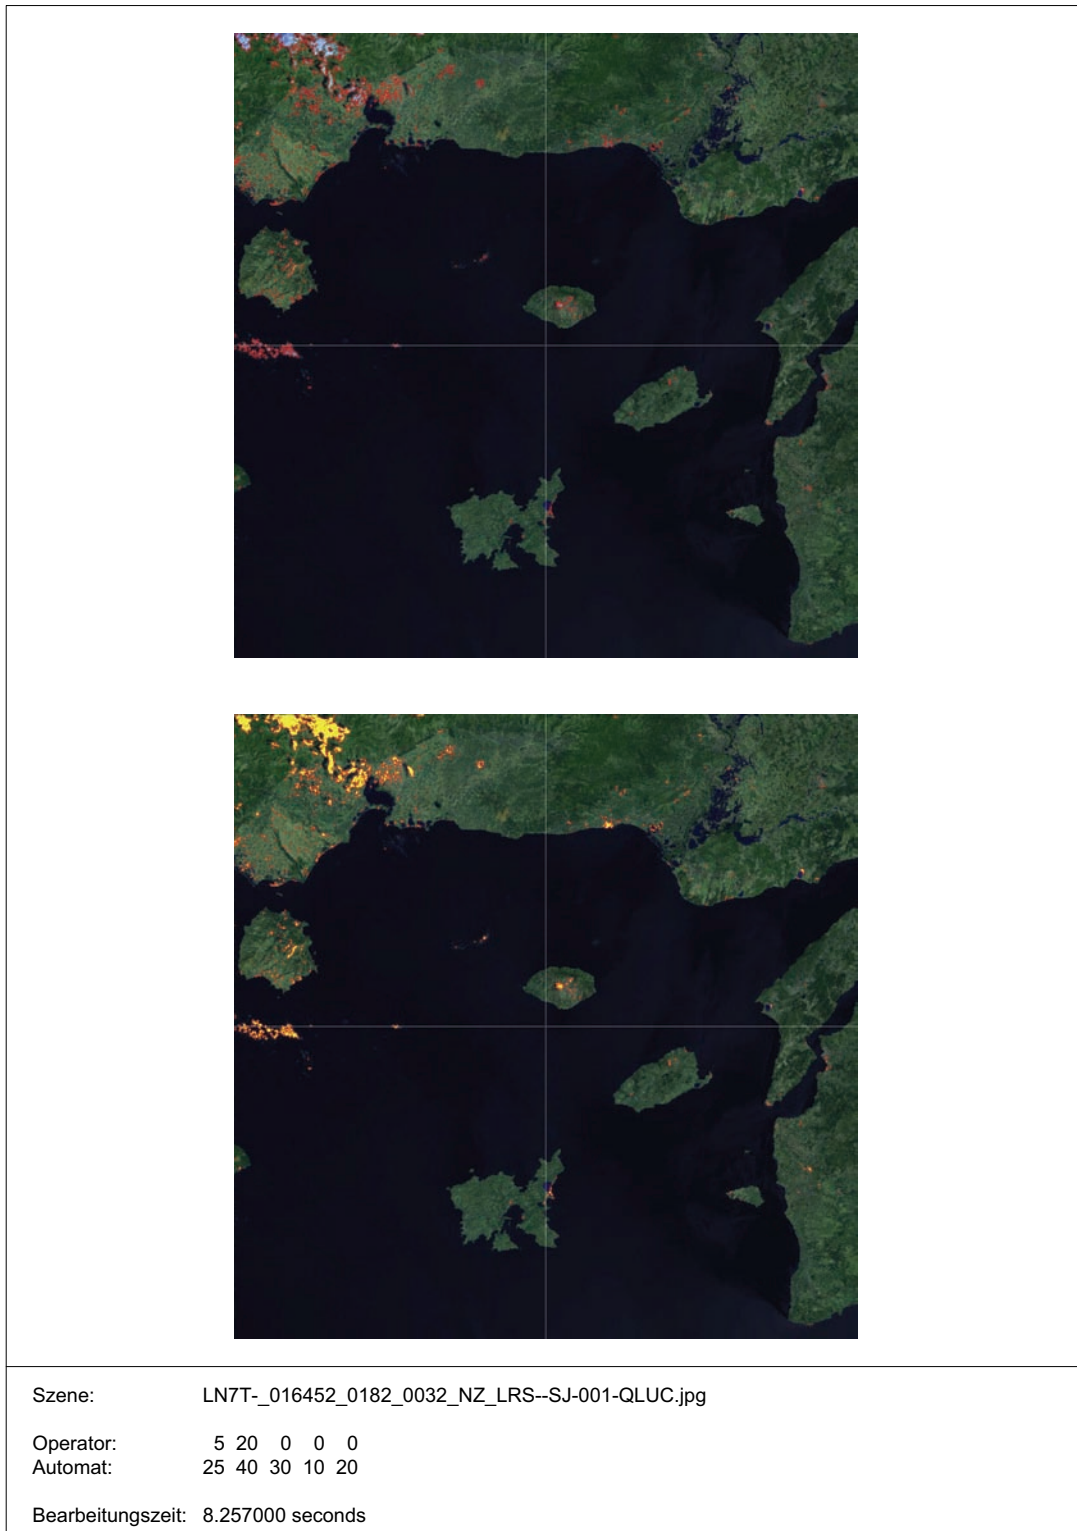 Szene: LN7T-_016452_0182_0032_NZ_LRS--SJ-001-QLUC.jpg
Operator: 5 20 0 0 0
Automat: 25 40 30 10 20
Bearbeitungszeit: 8.257000 seconds